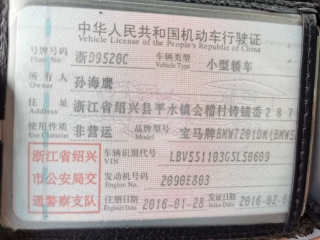 中华人民共和国机动车行驶证
Vehicle License of the People's Republic of China
号牌号码 Plate No. 浙D9520C 车辆类型 Vehicle Type 小型轿车
所有人 Owner 孙海鹰
住址 Address 浙江省绍兴县平水镇会稽村铸铺岙287
使用性质 Use Character 非营运 品牌型号 Model 宝马牌BMW7201DM(BMW5
浙江省绍兴
市公安局交
通警察支队
车辆识别代号 VIN LBV5S1103GSL50609
发动机号码 Engine No. 2090E803
注册日期 Register Date 2016-01-28 发证日期 Issue Date 2016-02-0